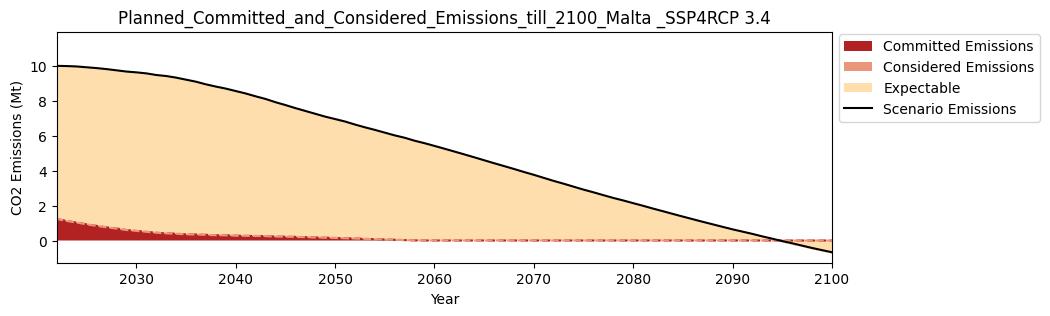 Planned_Committed_and_Considered_Emissions_till_2100_Malta _SSP4RCP 3.4
CO2 Emissions (Mt)
10
8
6
4
2
0
2030 2040 2050 2060 2070 2080 2090 2100
Year
Committed Emissions
Considered Emissions
Expectable
Scenario Emissions